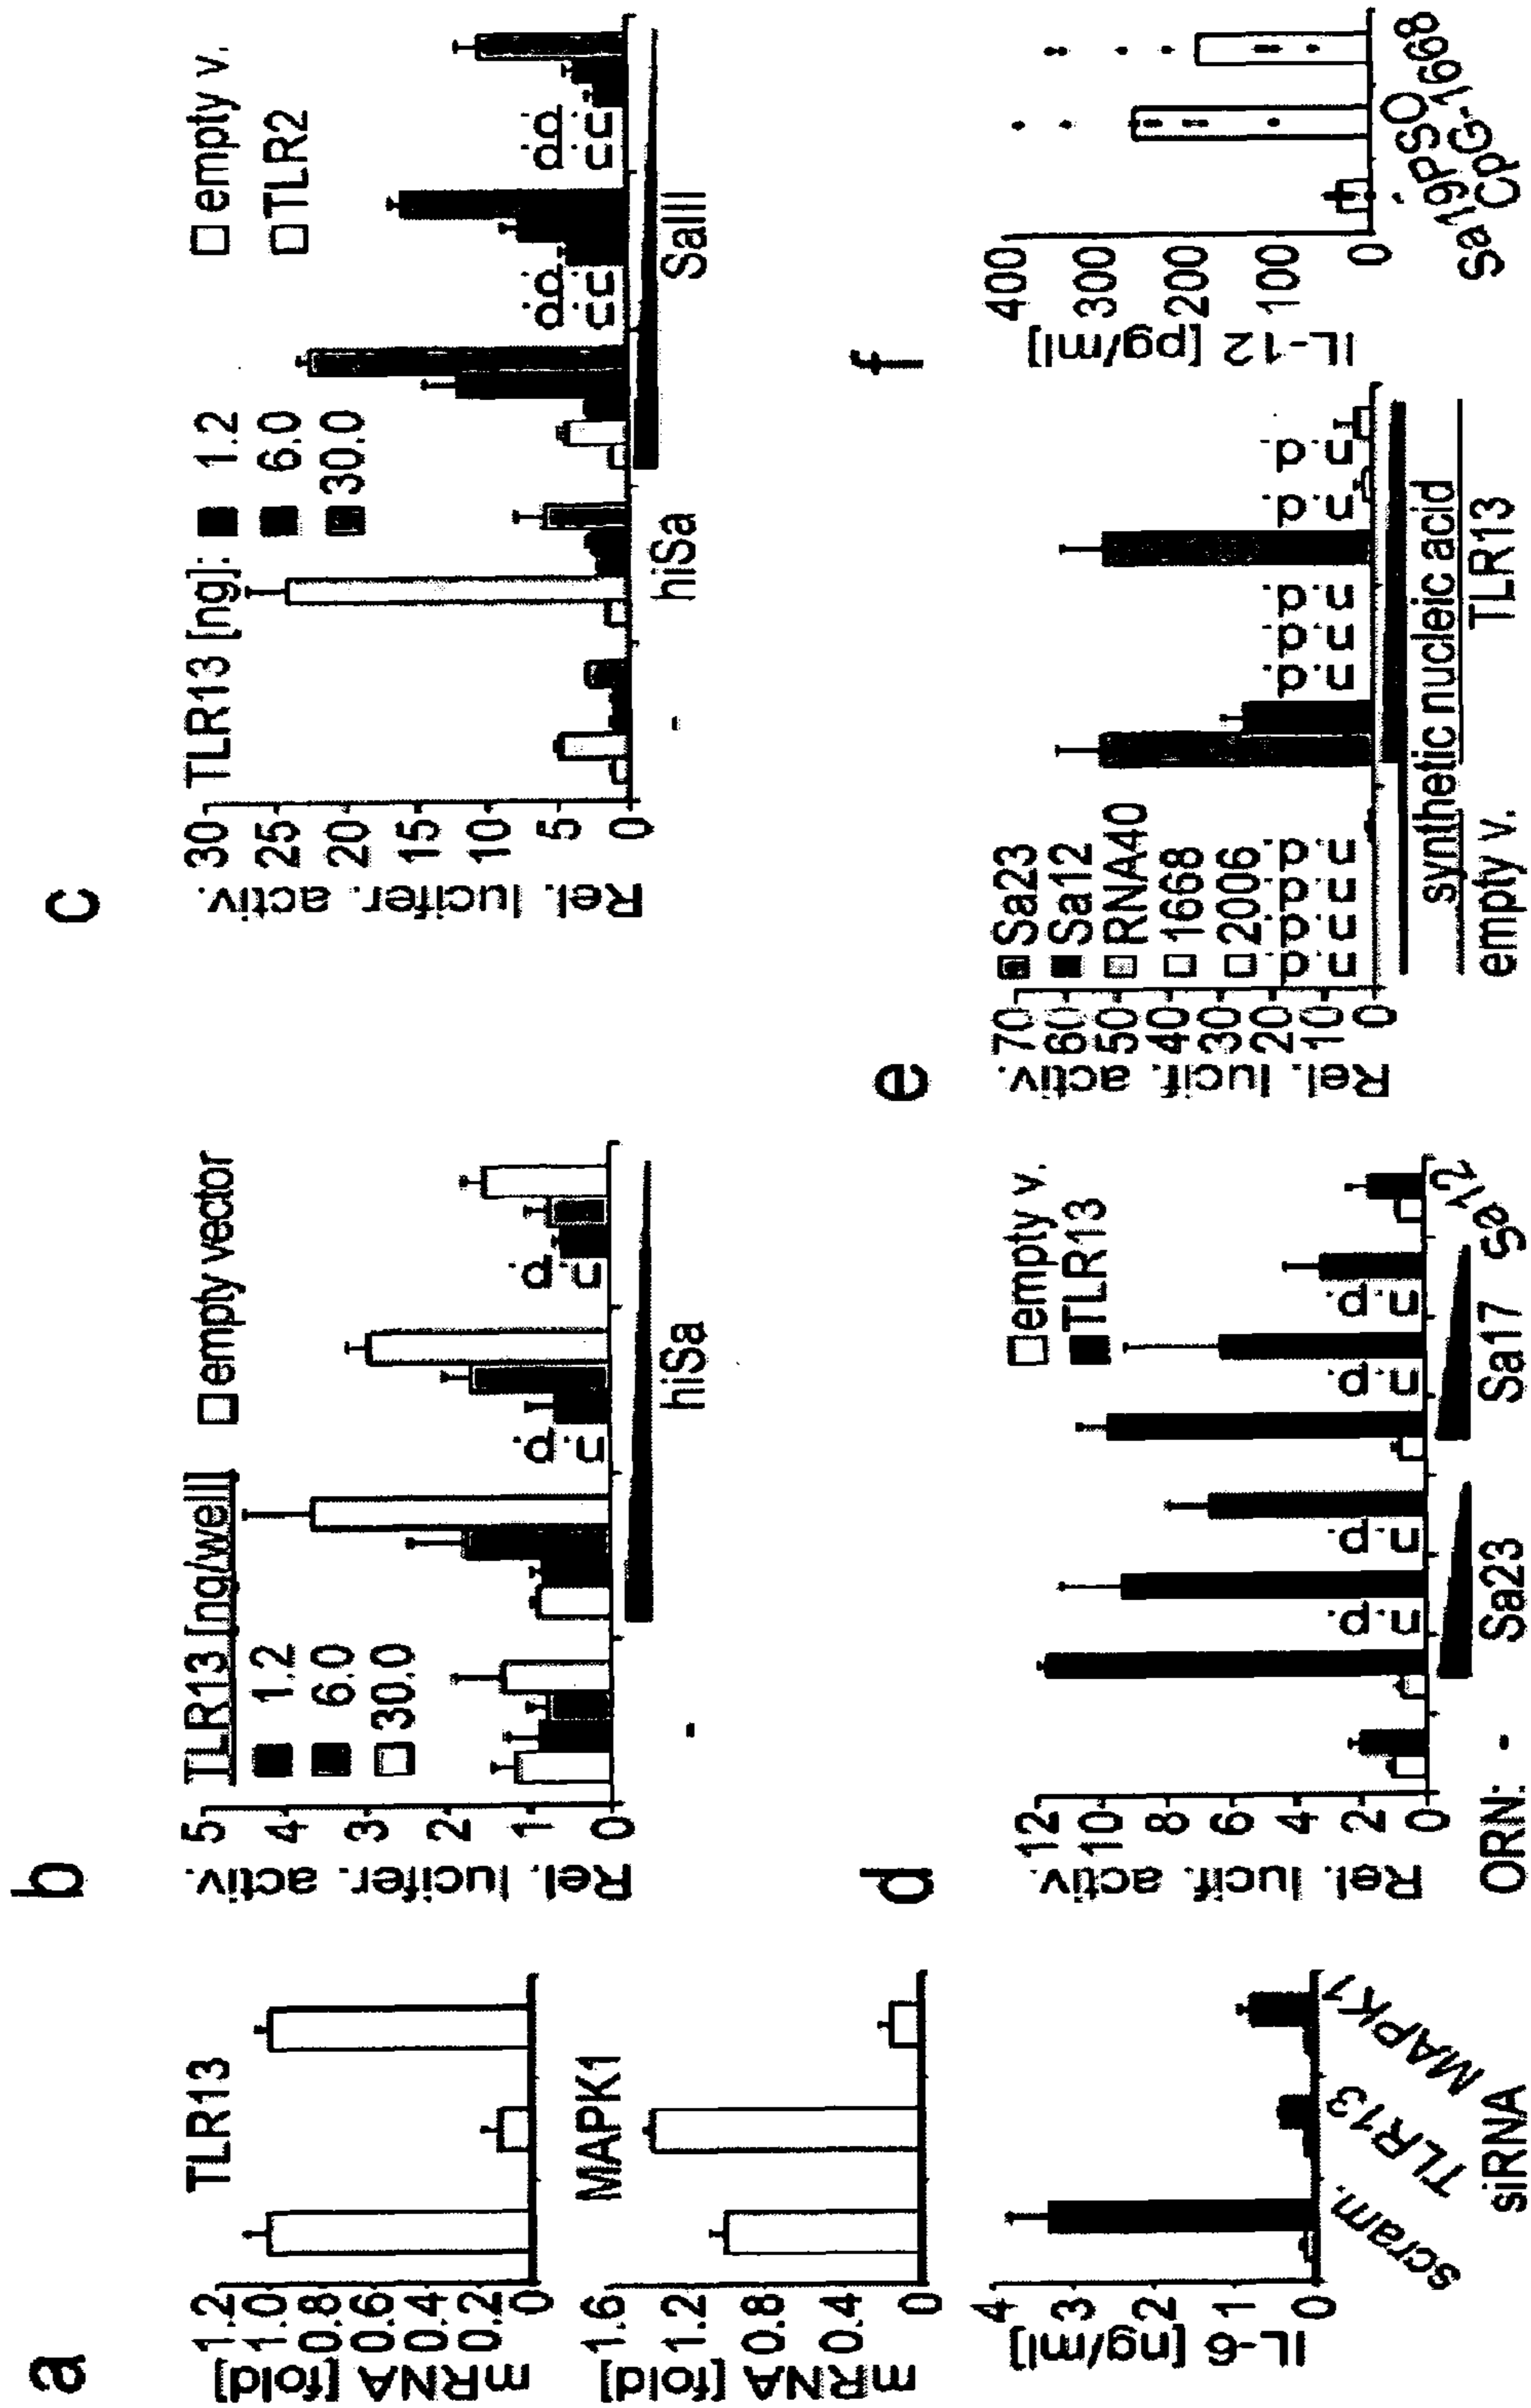 a
TLR13
mRNA [fold]
1.2
1.0
0.8
0.6
0.4
0.2
0
MAPK1
mRNA [fold]
1.6
1.2
0.8
0.4
0
IL-6 [ng/ml]
4
3
2
1
0
scram. TLR13 MAPK1
siRNA
b
TLR13 [ng/well]
1.2
6.0
30.0
empty vector
Rel. lucifer. activ.
5
4
3
2
1
0
n.d. n.d.
- hiSa
c
TLR13 [ng]: 1.2
6.0
30.0
empty v.
TLR2
Rel. lucifer. activ.
30
25
20
15
10
5
0
n.d. n.d. n.d. n.d.
- hiSa SaIII
d
empty v.
TLR13
Rel. lucif. activ.
12
10
8
6
4
2
0
n.d. n.d. n.d. n.d.
ORN: - Sa23 Sa17 Sa12
e
Sa23
Sa12
RNA40
1668
2006
Rel. lucif. activ.
70
60
50
40
30
20
10
0
n.d. n.d. n.d. n.d. n.d. n.d. n.d. n.d. n.d.
synthetic nucleic acid
empty v. TLR13
f
IL-12 [pg/ml]
400
300
200
100
0
- Sa19PSO CpG-1668